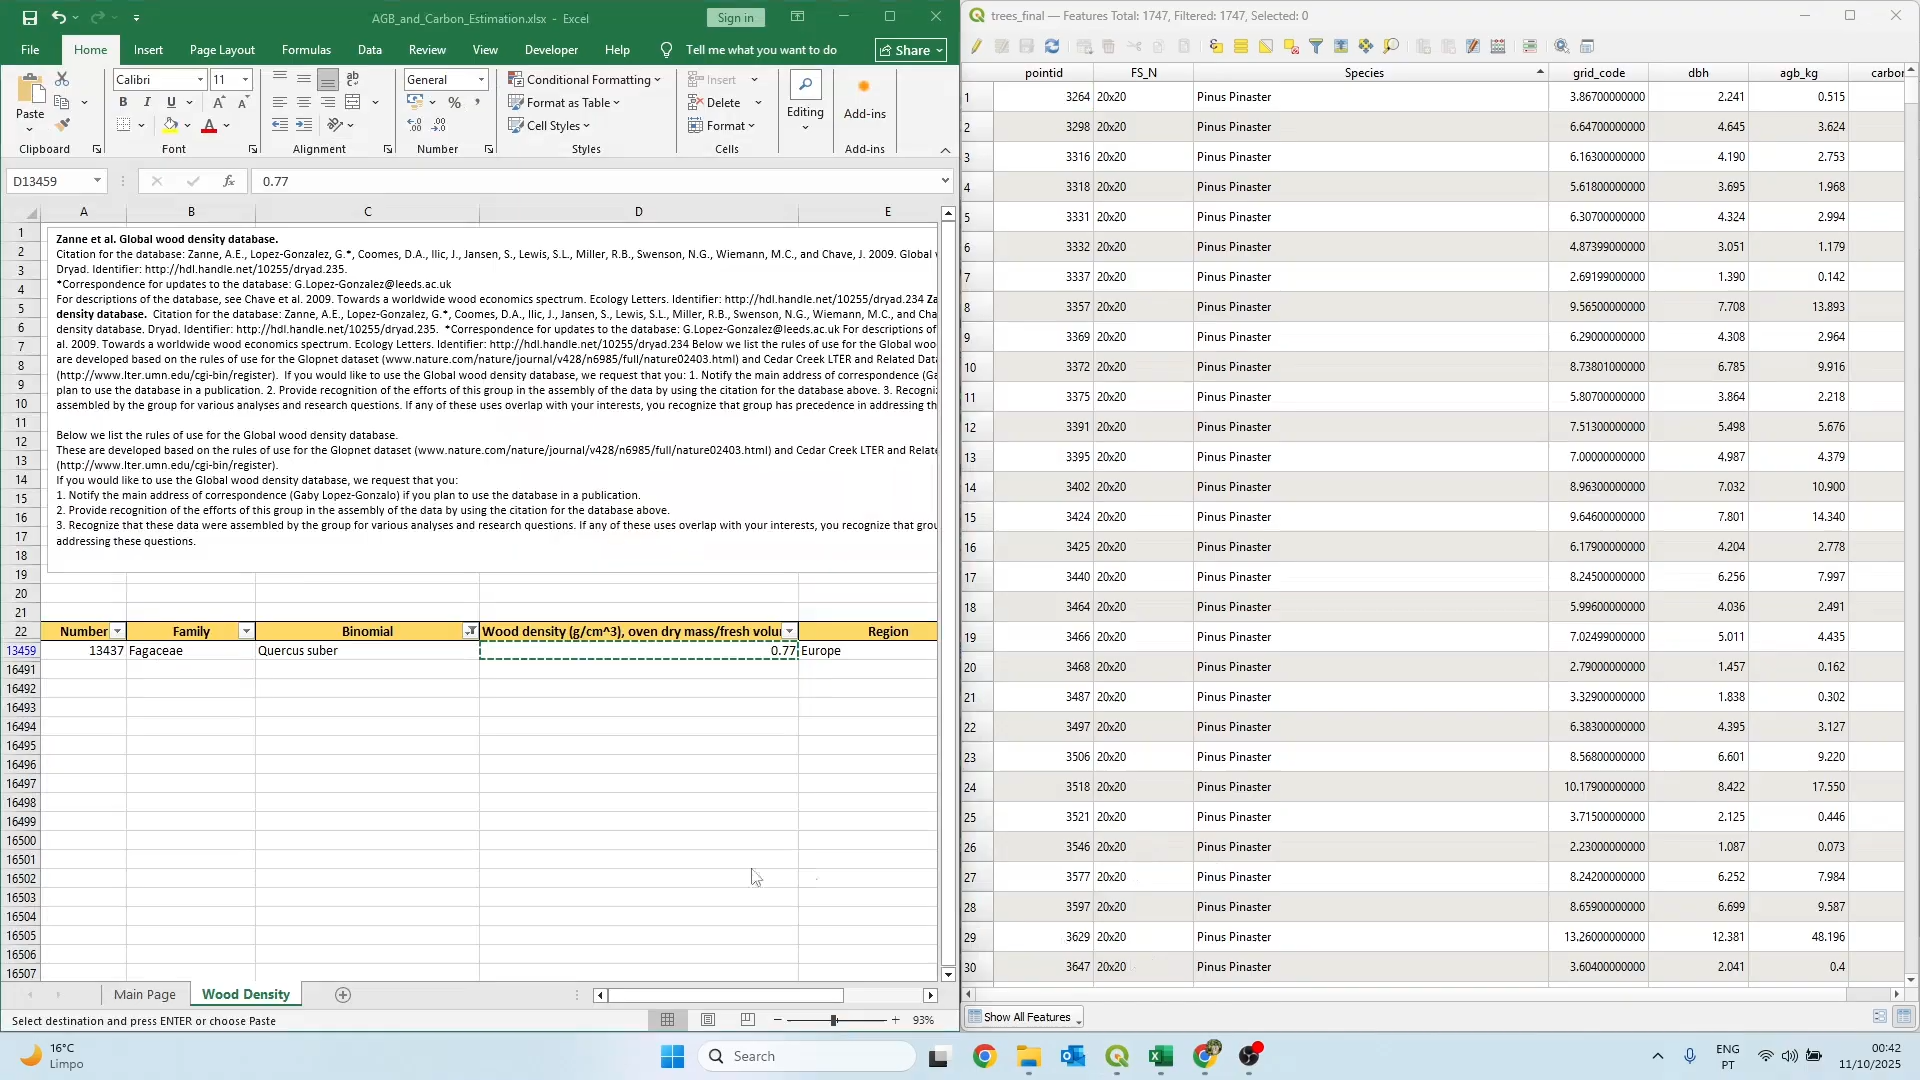 AGB_and_Carbon_Estimation.xlsx - Excel
Sign in
File Home Insert Page Layout Formulas Data Review View Developer Help Tell me what you want to do Share
Paste
Clipboard
Calibri 11
B I U
Font
Alignment
General
Number
Conditional Formatting
Format as Table
Cell Styles
Styles
Insert
Delete
Format
Cells
Editing
Add-ins
Add-ins
D13459 fx 0.77
A B C D E
1
2
3
4
5
6
7
8
9
10
11
12
13
14
15
16
17
18
19
20
21
Zanne et al. Global wood density database.
Citation for the database: Zanne, A.E., Lopez-Gonzalez, G.*, Coomes, D.A., Ilic, J., Jansen, S., Lewis, S.L., Miller, R.B., Swenson, N.G., Wiemann, M.C., and Chave, J. 2009. Global
Dryad. Identifier: http://hdl.handle.net/10255/dryad.235.
*Correspondence for updates to the database: G.Lopez-Gonzalez@leeds.ac.uk
For descriptions of the database, see Chave et al. 2009. Towards a worldwide wood economics spectrum. Ecology Letters. Identifier: http://hdl.handle.net/10255/dryad.234 Za
density database. Citation for the database: Zanne, A.E., Lopez-Gonzalez, G.*, Coomes, D.A., Ilic, J., Jansen, S., Lewis, S.L., Miller, R.B., Swenson, N.G., Wiemann, M.C., and Cha
density database. Dryad. Identifier: http://hdl.handle.net/10255/dryad.235. *Correspondence for updates to the database: G.Lopez-Gonzalez@leeds.ac.uk For descriptions of
al. 2009. Towards a worldwide wood economics spectrum. Ecology Letters. Identifier: http://hdl.handle.net/10255/dryad.234 Below we list the rules of use for the Global woo
are developed based on the rules of use for the Glopnet dataset (www.nature.com/nature/journal/v428/n6985/full/nature02403.html) and Cedar Creek LTER and Related Data
(http://www.lter.umn.edu/cgi-bin/register). If you would like to use the Global wood density database, we request that you: 1. Notify the main address of correspondence (Ga
plan to use the database in a publication. 2. Provide recognition of the efforts of this group in the assembly of the data by using the citation for the database above. 3. Recogniz
assembled by the group for various analyses and research questions. If any of these uses overlap with your interests, you recognize that group has precedence in addressing th
Below we list the rules of use for the Global wood density database.
These are developed based on the rules of use for the Glopnet dataset (www.nature.com/nature/journal/v428/n6985/full/nature02403.html) and Cedar Creek LTER and Relate
(http://www.lter.umn.edu/cgi-bin/register).
If you would like to use the Global wood density database, we request that you:
1. Notify the main address of correspondence (Gaby Lopez-Gonzalo) if you plan to use the database in a publication.
2. Provide recognition of the efforts of this group in the assembly of the data by using the citation for the database above.
3. Recognize that these data were assembled by the group for various analyses and research questions. If any of these uses overlap with your interests, you recognize that grou
addressing these questions.
22 Number Family Binomial Wood density (g/cm^3), oven dry mass/fresh volu Region
13459 13437 Fagaceae Quercus suber 0.77 Europe
16491
16492
16493
16494
16495
16496
16497
16498
16499
16500
16501
16502
16503
16504
16505
16506
16507
Main Page Wood Density
Select destination and press ENTER or choose Paste 93%
trees_final — Features Total: 1747, Filtered: 1747, Selected: 0
pointid FS_N Species grid_code dbh agb_kg carbon
1 3264 20x20 Pinus Pinaster 3.86700000000 2.241 0.515
2 3298 20x20 Pinus Pinaster 6.64700000000 4.645 3.624
3 3316 20x20 Pinus Pinaster 6.16300000000 4.190 2.753
4 3318 20x20 Pinus Pinaster 5.61800000000 3.695 1.968
5 3331 20x20 Pinus Pinaster 6.30700000000 4.324 2.994
6 3332 20x20 Pinus Pinaster 4.87399000000 3.051 1.179
7 3337 20x20 Pinus Pinaster 2.69199000000 1.390 0.142
8 3357 20x20 Pinus Pinaster 9.56500000000 7.708 13.893
9 3369 20x20 Pinus Pinaster 6.29000000000 4.308 2.964
10 3372 20x20 Pinus Pinaster 8.73801000000 6.785 9.916
11 3375 20x20 Pinus Pinaster 5.80700000000 3.864 2.218
12 3391 20x20 Pinus Pinaster 7.51300000000 5.498 5.676
13 3395 20x20 Pinus Pinaster 7.00000000000 4.987 4.379
14 3402 20x20 Pinus Pinaster 8.96300000000 7.032 10.900
15 3424 20x20 Pinus Pinaster 9.64600000000 7.801 14.340
16 3425 20x20 Pinus Pinaster 6.17900000000 4.204 2.778
17 3440 20x20 Pinus Pinaster 8.24500000000 6.256 7.997
18 3464 20x20 Pinus Pinaster 5.99600000000 4.036 2.491
19 3466 20x20 Pinus Pinaster 7.02499000000 5.011 4.435
20 3468 20x20 Pinus Pinaster 2.79000000000 1.457 0.162
21 3487 20x20 Pinus Pinaster 3.32900000000 1.838 0.302
22 3497 20x20 Pinus Pinaster 6.38300000000 4.395 3.127
23 3506 20x20 Pinus Pinaster 8.56800000000 6.601 9.220
24 3518 20x20 Pinus Pinaster 10.17900000000 8.422 17.550
25 3521 20x20 Pinus Pinaster 3.71500000000 2.125 0.446
26 3546 20x20 Pinus Pinaster 2.23000000000 1.087 0.073
27 3577 20x20 Pinus Pinaster 8.24200000000 6.252 7.984
28 3597 20x20 Pinus Pinaster 8.65900000000 6.699 9.587
29 3629 20x20 Pinus Pinaster 13.26000000000 12.381 48.196
30 3647 20x20 Pinus Pinaster 3.60400000000 2.041 0.4
Show All Features
16°C
Limpo
Search
ENG
PT
00:42
11/10/2025